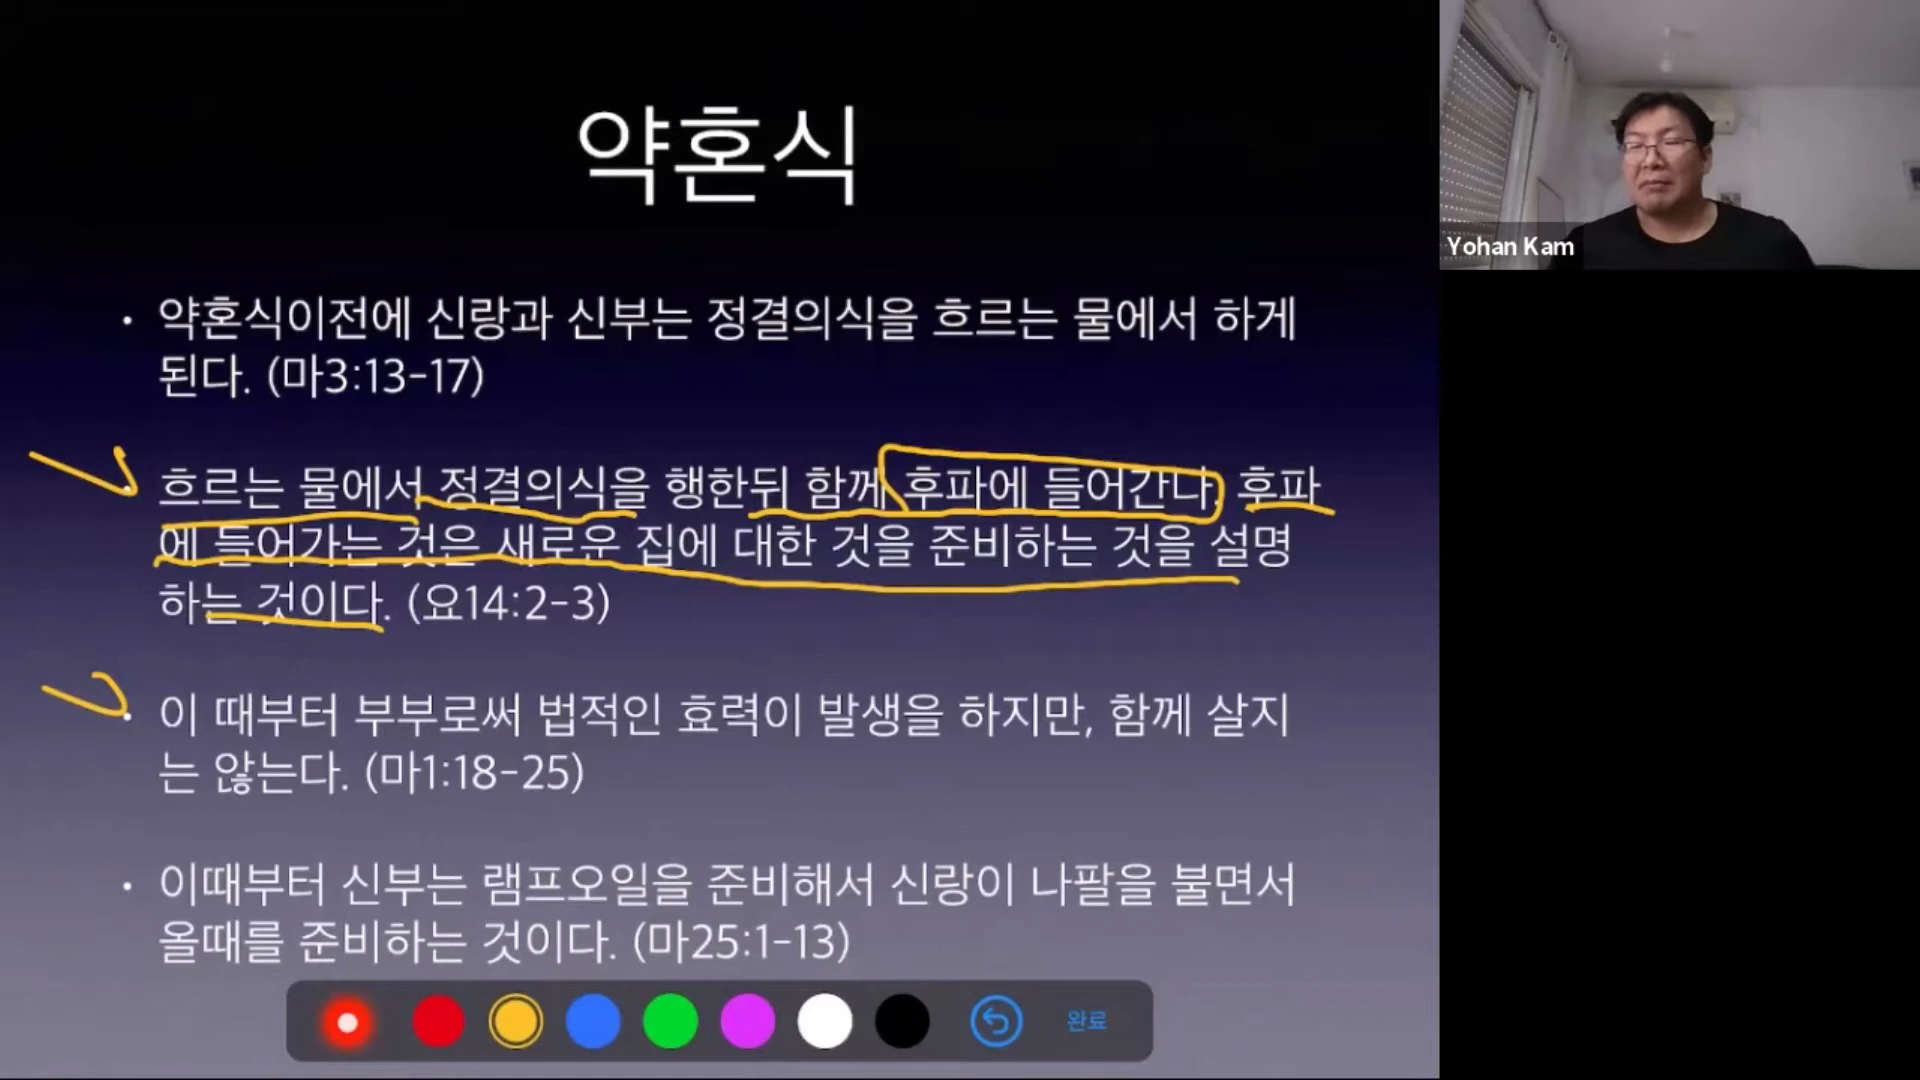 약혼식
• 약혼식이전에 신랑과 신부는 정결의식을 흐르는 물에서 하게
된다. (마3:13-17)
• 흐르는 물에서 정결의식을 행한뒤 함께 후파에 들어간다. 후파
에 들어가는 것은 새로운 집에 대한 것을 준비하는 것을 설명
하는 것이다. (요14:2-3)
• 이 때부터 부부로써 법적인 효력이 발생을 하지만, 함께 살지
는 않는다. (마1:18-25)
• 이때부터 신부는 램프오일을 준비해서 신랑이 나팔을 불면서
올때를 준비하는 것이다. (마25:1-13)
완료
Yohan Kam